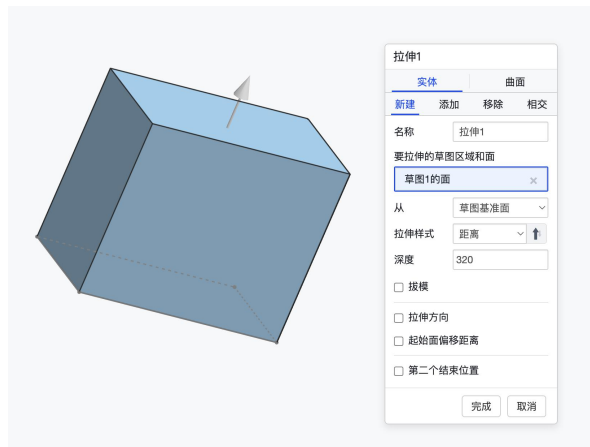 拉伸1
实体 曲面
新建 添加 移除 相交
名称 拉伸1
要拉伸的草图区域和面
草图1的面 ×
从 草图基准面
拉伸样式 距离
深度 320
拔模
拉伸方向
起始面偏移距离
第二个结束位置
完成 取消